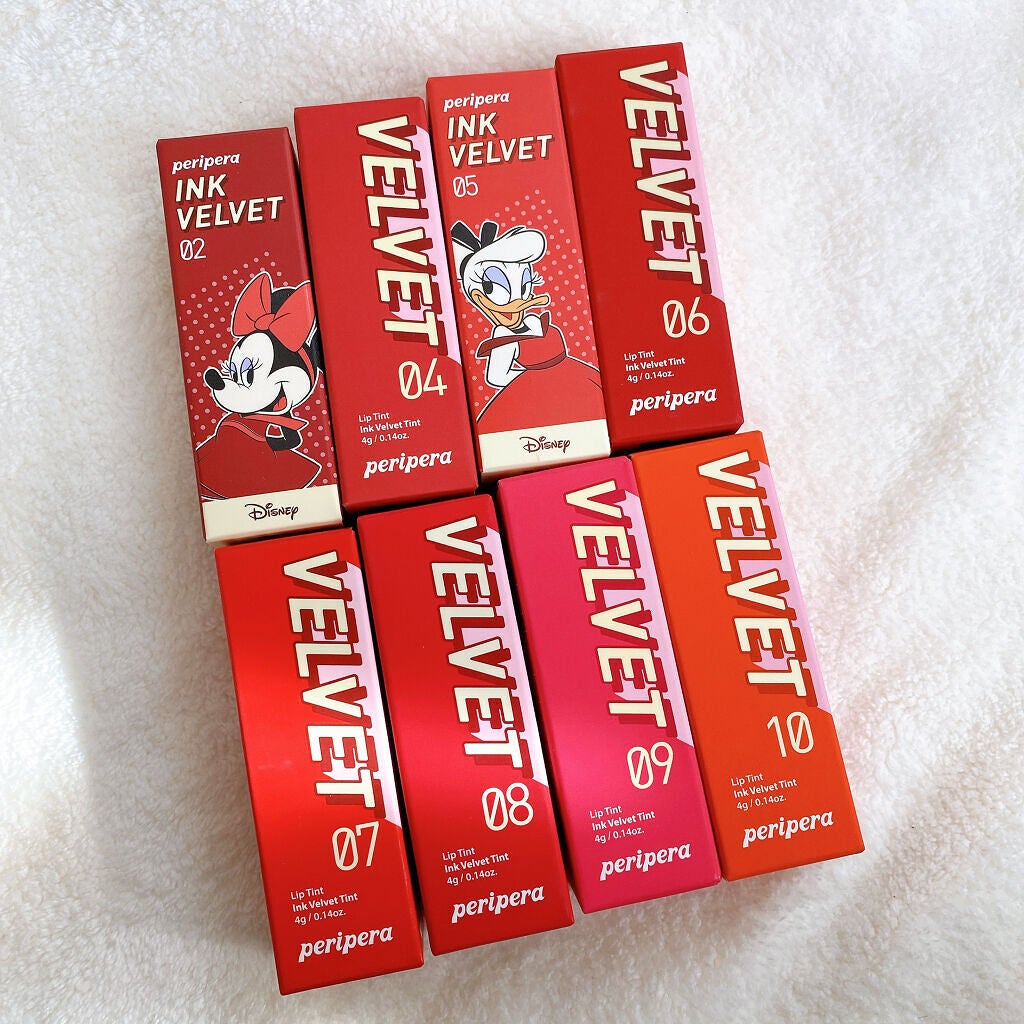 peripera
INK
VELVET
02
Disney
VELVET
04
Lip Tint
Ink Velvet Tint
4g / 0.14oz.
peripera
peripera
INK
VELVET
05
Disney
VELVET
06
Lip Tint
Ink Velvet Tint
4g / 0.14oz.
peripera
VELVET
07
Lip Tint
Ink Velvet Tint
4g / 0.14oz.
peripera
VELVET
08
Lip Tint
Ink Velvet Tint
4g / 0.14oz.
peripera
VELVET
09
Lip Tint
Ink Velvet Tint
4g / 0.14oz.
peripera
VELVET
10
Lip Tint
Ink Velvet Tint
4g / 0.14oz.
peripera